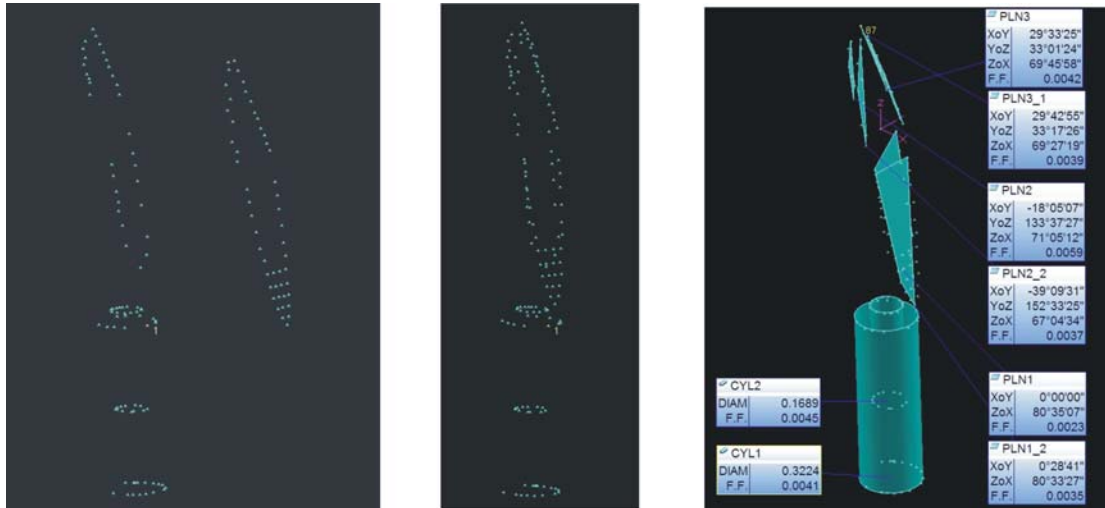 1
1
87
Z
X
PLN3
XoY 29°33'25"
YoZ 33°01'24"
ZoX 69°45'58"
F.F. 0.0042
PLN3_1
XoY 29°42'55"
YoZ 33°17'26"
ZoX 69°27'19"
F.F. 0.0039
PLN2
XoY -18°05'07"
YoZ 133°37'27"
ZoX 71°05'12"
F.F. 0.0059
PLN2_2
XoY -39°09'31"
YoZ 152°33'25"
ZoX 67°04'34"
F.F. 0.0037
PLN1
XoY 0°00'00"
ZoX 80°35'07"
F.F. 0.0023
PLN1_2
XoY 0°28'41"
ZoX 80°33'27"
F.F. 0.0035
CYL2
DIAM 0.1689
F.F. 0.0045
CYL1
DIAM 0.3224
F.F. 0.0041